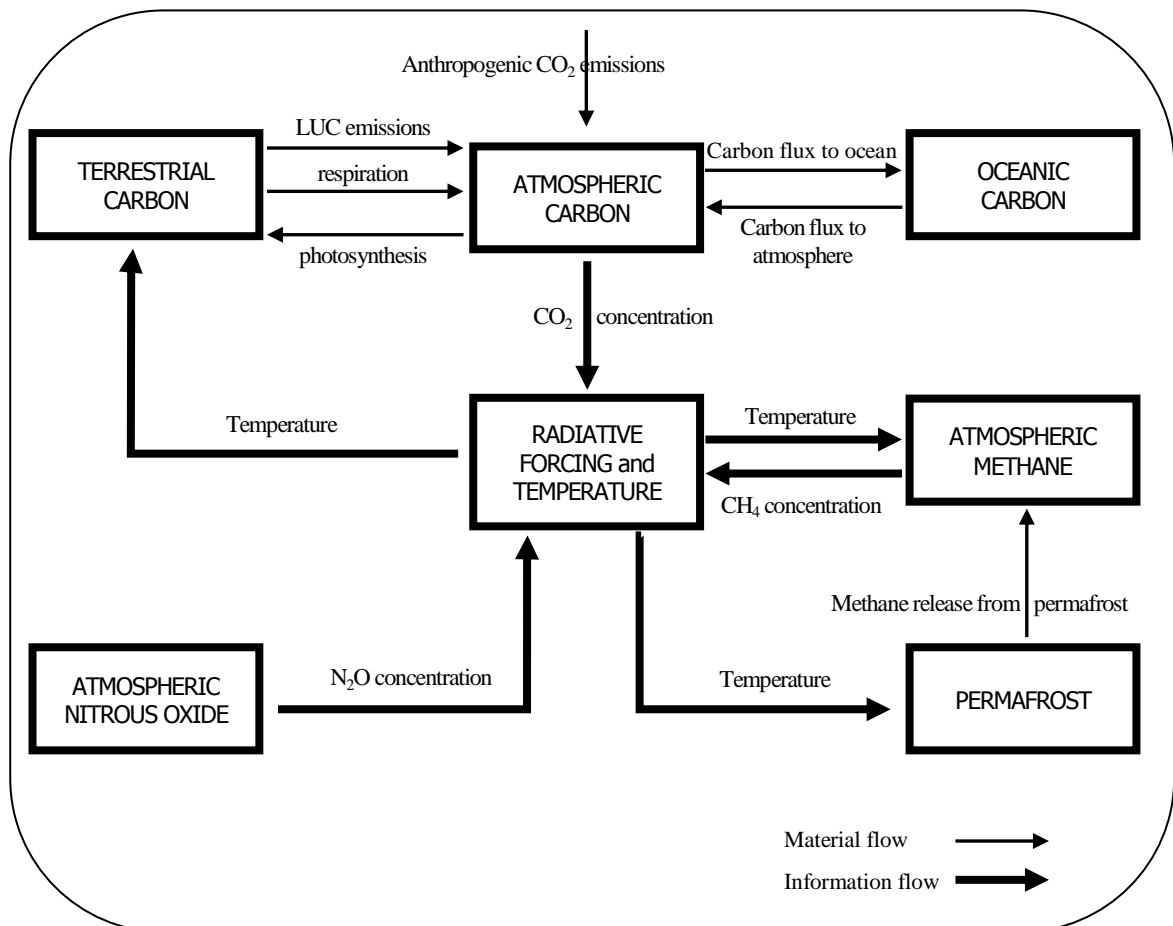 Anthropogenic CO₂ emissions
LUC emissions
respiration
photosynthesis
TERRESTRIAL
CARBON
ATMOSPHERIC
CARBON
Carbon flux to ocean
Carbon flux to
atmosphere
OCEANIC
CARBON
CO₂ concentration
Temperature
RADIATIVE
FORCING and
TEMPERATURE
Temperature
CH₄ concentration
ATMOSPHERIC
METHANE
Methane release from permafrost
ATMOSPHERIC
NITROUS OXIDE
N₂O concentration
Temperature
PERMAFROST
Material flow
Information flow